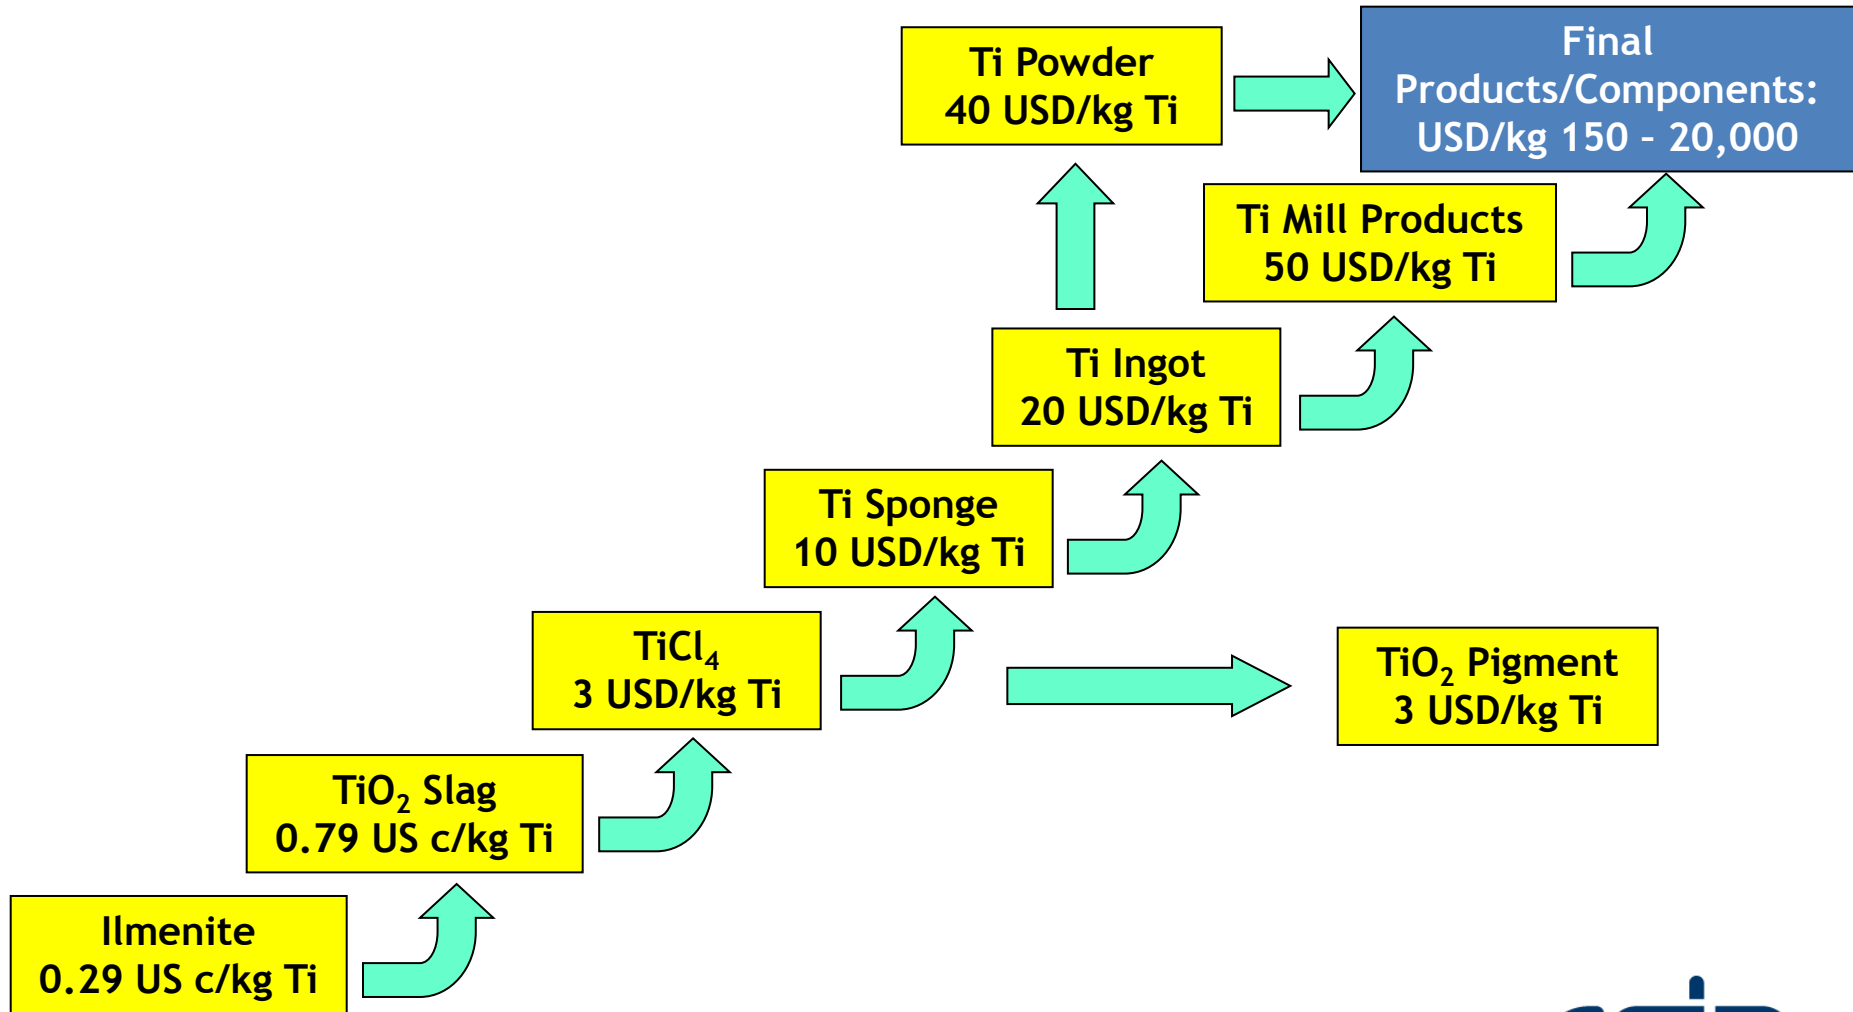 Ti Powder
40 USD/kg Ti
Final
Products/Components:
USD/kg 150 – 20,000
Ti Mill Products
50 USD/kg Ti
Ti Ingot
20 USD/kg Ti
Ti Sponge
10 USD/kg Ti
TiCl₄
3 USD/kg Ti
TiO₂ Pigment
3 USD/kg Ti
TiO₂ Slag
0.79 US c/kg Ti
Ilmenite
0.29 US c/kg Ti